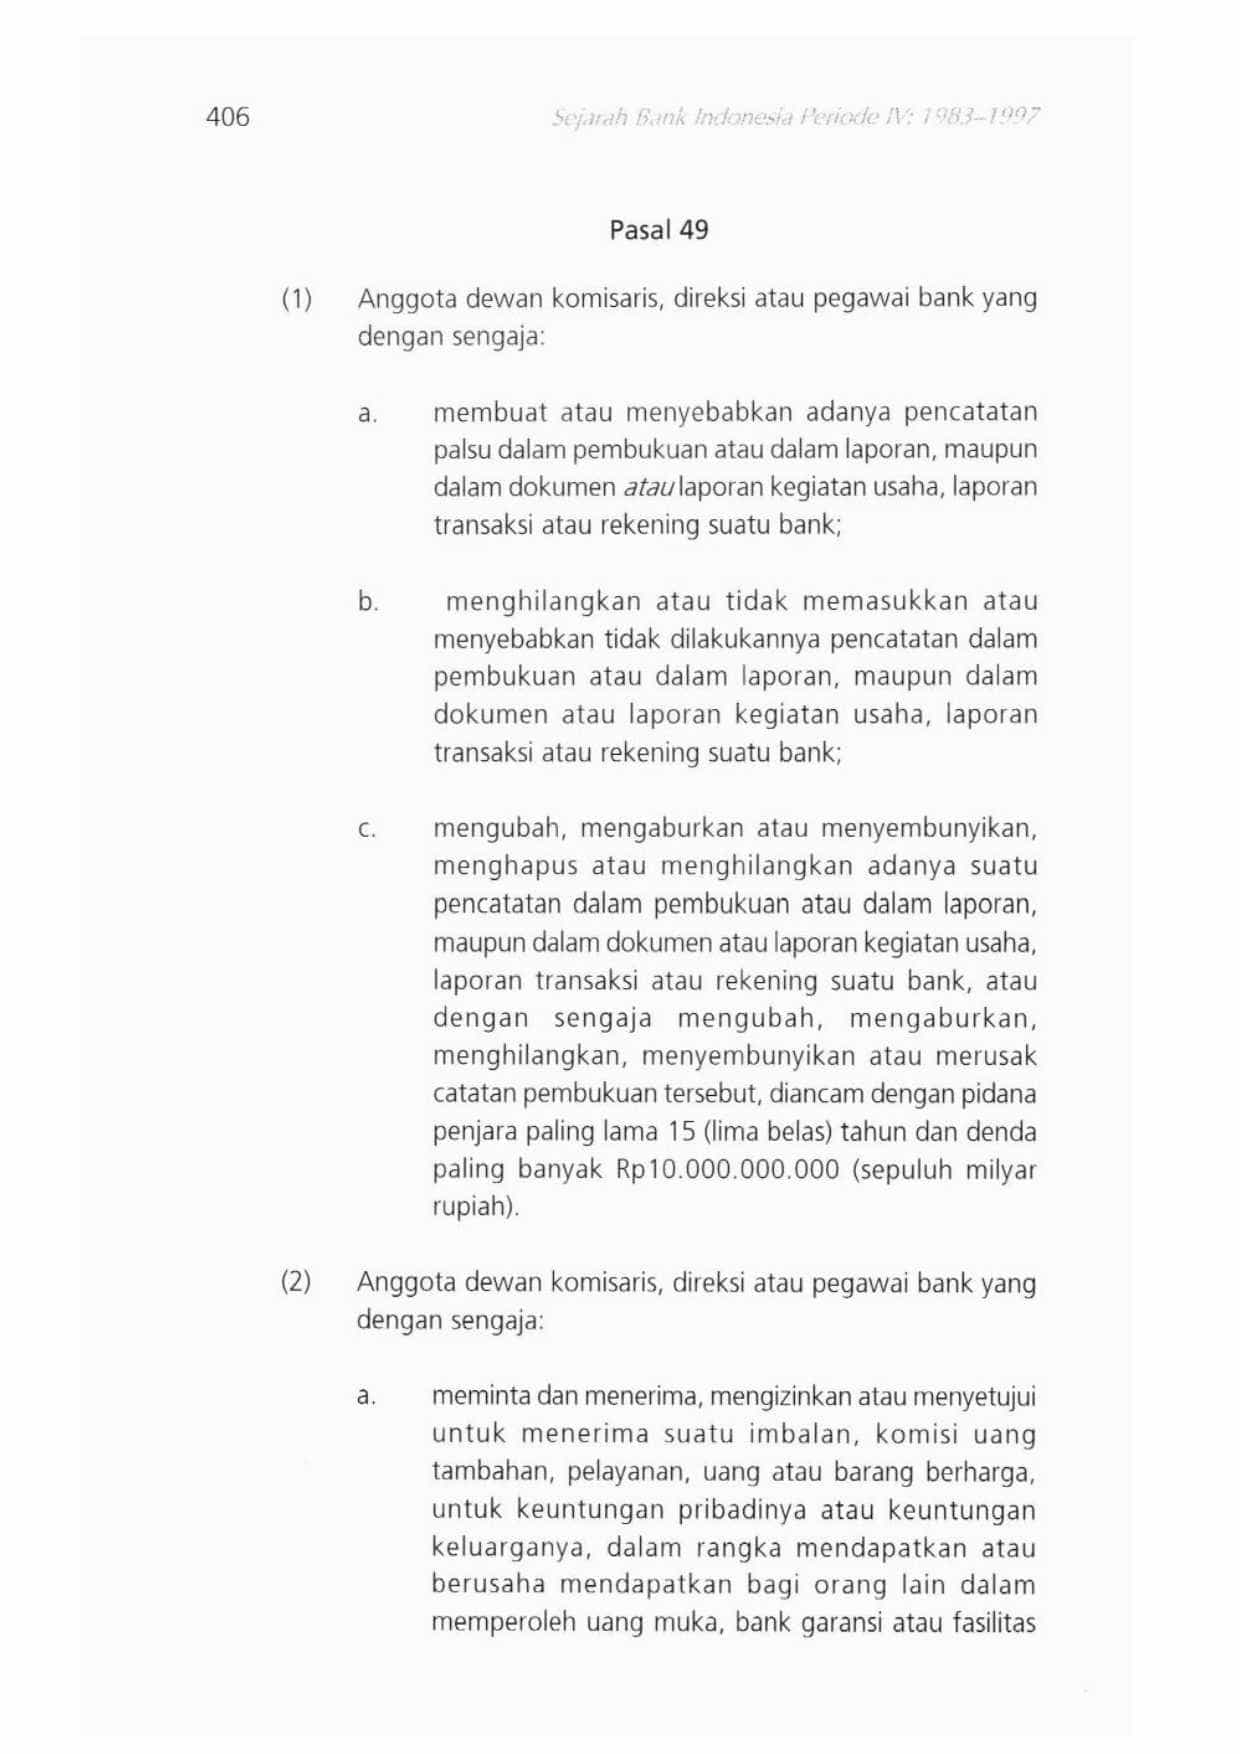 406
Sejarah Bank Indonesia Periode IV: 1983–1997
Pasal 49
(1) Anggota dewan komisaris, direksi atau pegawai bank yang
dengan sengaja:
a. membuat atau menyebabkan adanya pencatatan
palsu dalam pembukuan atau dalam laporan, maupun
dalam dokumen atau laporan kegiatan usaha, laporan
transaksi atau rekening suatu bank;
b. menghilangkan atau tidak memasukkan atau
menyebabkan tidak dilakukannya pencatatan dalam
pembukuan atau dalam laporan, maupun dalam
dokumen atau laporan kegiatan usaha, laporan
transaksi atau rekening suatu bank;
c. mengubah, mengaburkan atau menyembunyikan,
menghapus atau menghilangkan adanya suatu
pencatatan dalam pembukuan atau dalam laporan,
maupun dalam dokumen atau laporan kegiatan usaha,
laporan transaksi atau rekening suatu bank, atau
dengan sengaja mengubah, mengaburkan,
menghilangkan, menyembunyikan atau merusak
catatan pembukuan tersebut, diancam dengan pidana
penjara paling lama 15 (lima belas) tahun dan denda
paling banyak Rp10.000.000.000 (sepuluh milyar
rupiah).
(2) Anggota dewan komisaris, direksi atau pegawai bank yang
dengan sengaja:
a. meminta dan menerima, mengizinkan atau menyetujui
untuk menerima suatu imbalan, komisi uang
tambahan, pelayanan, uang atau barang berharga,
untuk keuntungan pribadinya atau keuntungan
keluarganya, dalam rangka mendapatkan atau
berusaha mendapatkan bagi orang lain dalam
memperoleh uang muka, bank garansi atau fasilitas